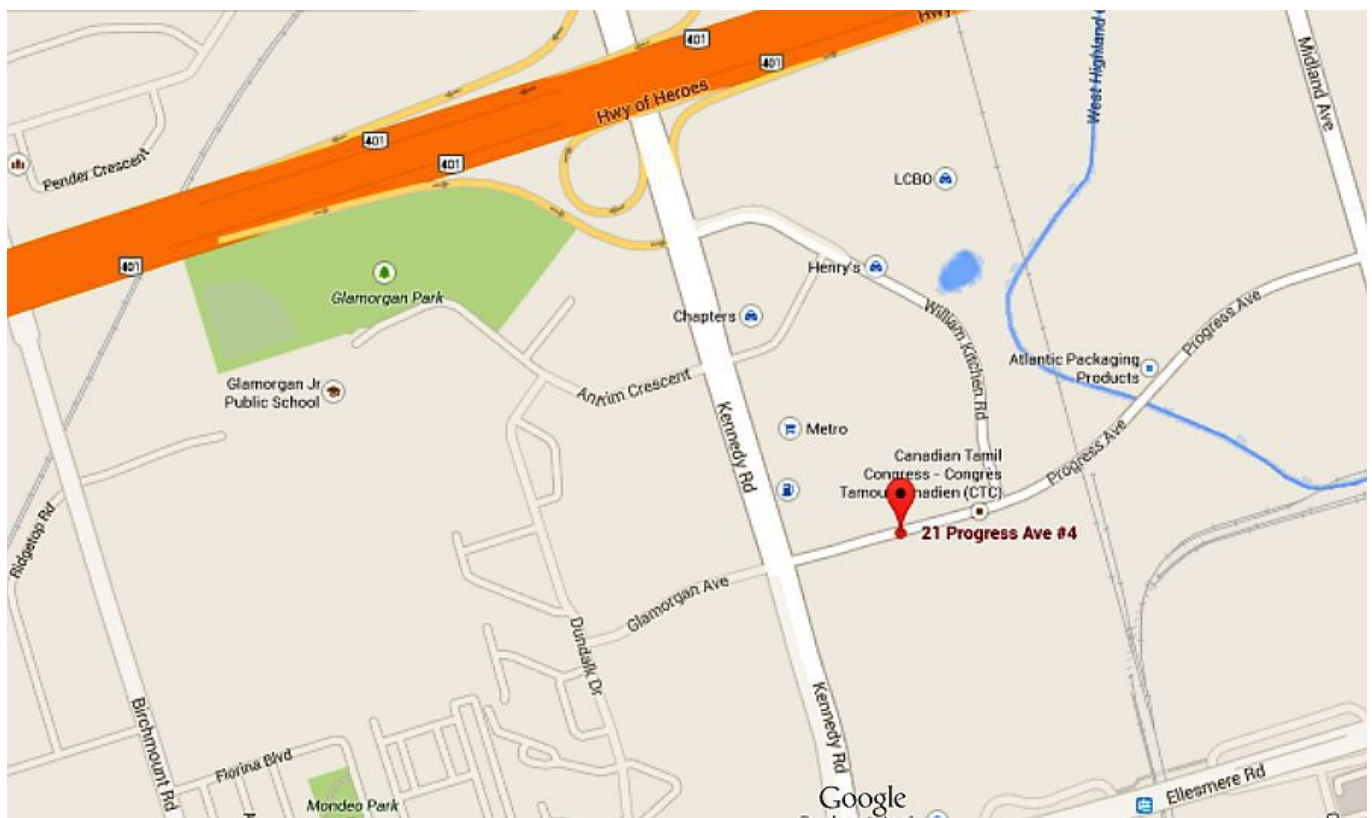 Hwy
401
401
401
401
401
Hwy of Heroes
West Highland
Midland Ave
Pender Crescent
LCBO
Henry's
Glamorgan Park
Chapters
William Kitchen Rd
Progress Ave
Atlantic Packaging
Products
Glamorgan Jr
Public School
Antrim Crescent
Kennedy Rd
Metro
Canadian Tamil
Congress - Congres
Canadien (CTC)
Progress Ave
21 Progress Ave #4
Ridgetop Rd
Glamorgan Ave
Dundalk Dr
Kennedy Rd
Birchmount Rd
Florina Blvd
Mondeo Park
Google
Ellesmere Rd